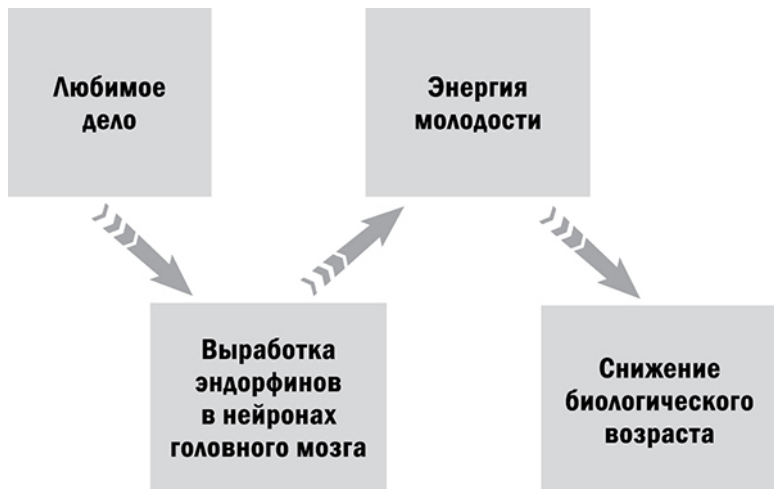 Любимое
дело
Выработка
эндорфинов
в нейронах
головного мозга
Энергия
молодости
Снижение
биологического
возраста